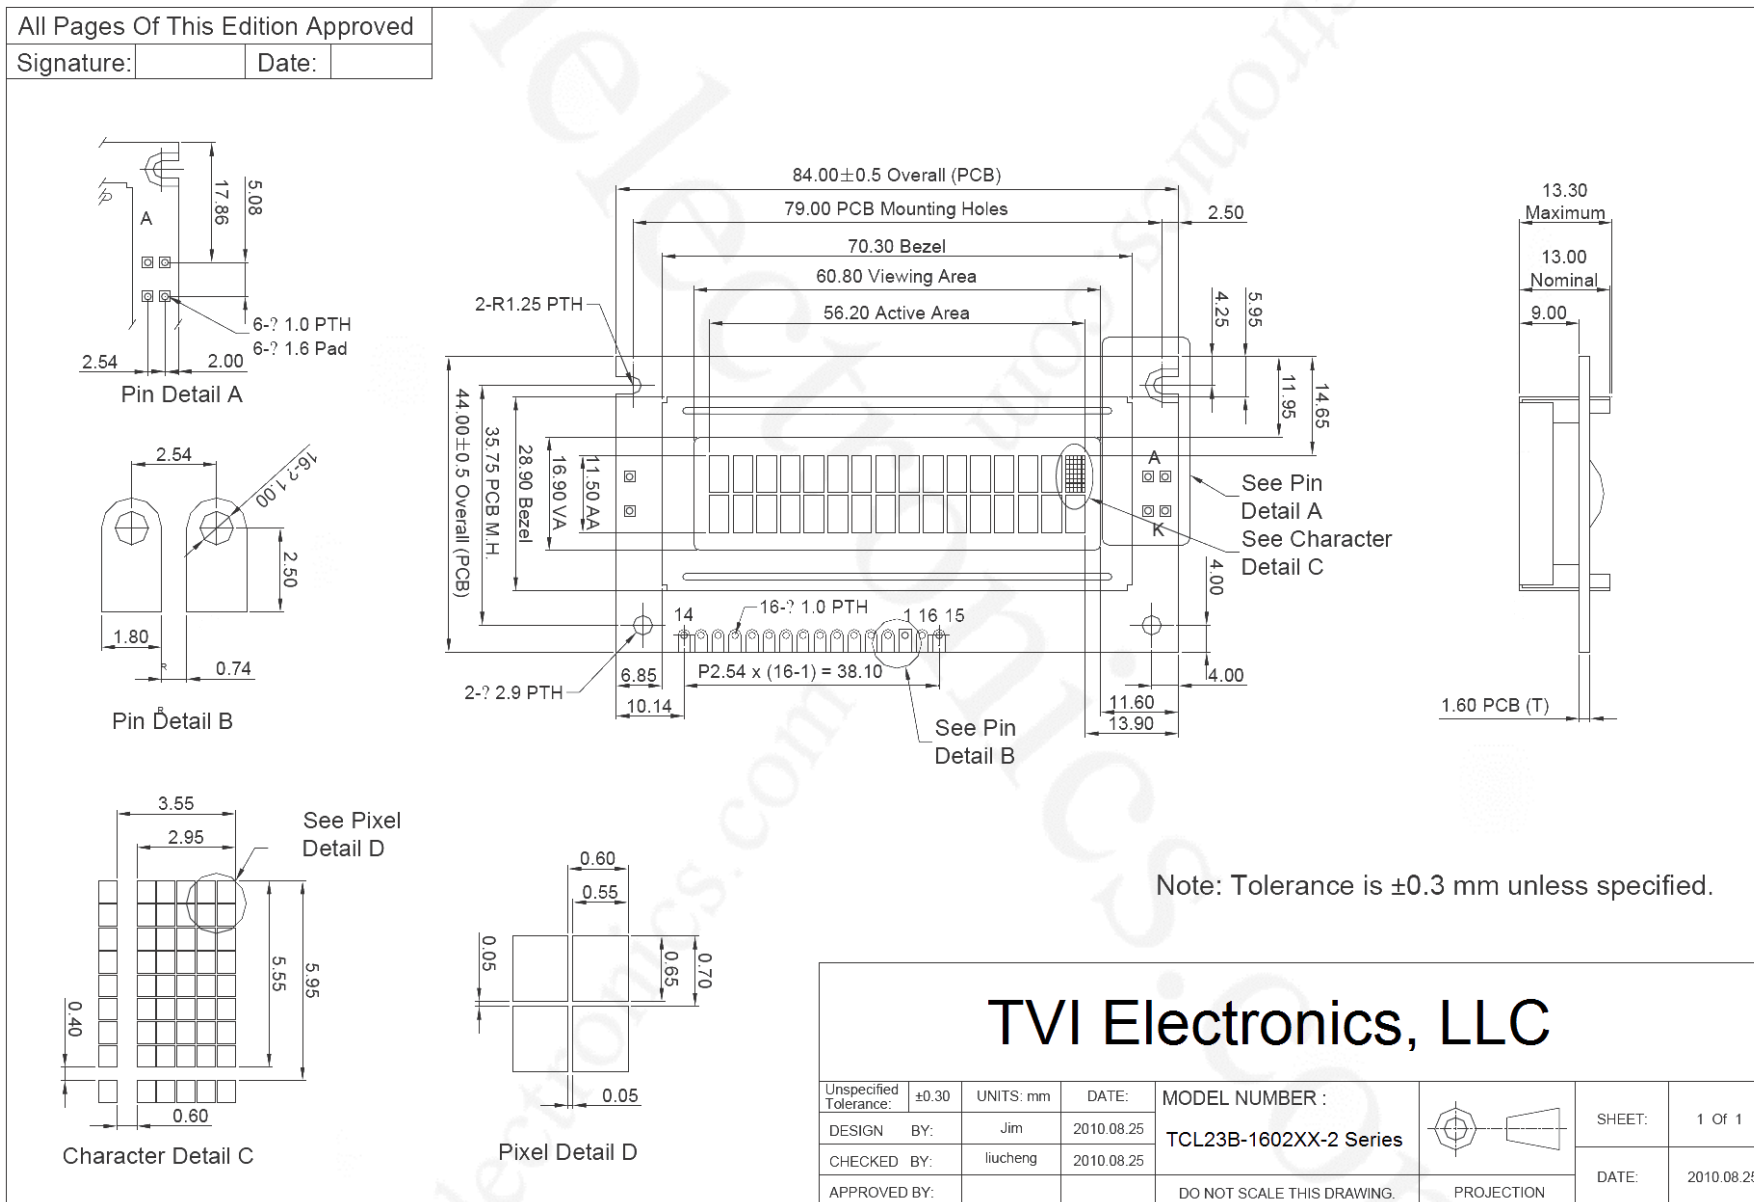 All Pages Of This Edition Approved
Signature: Date:
17.86
5.08
A
6-? 1.0 PTH
6-? 1.6 Pad
2.54
2.00
Pin Detail A
2.54
16-? 1.00
2.50
1.80
R
0.74
R
Pin Detail B
84.00±0.5 Overall (PCB)
79.00 PCB Mounting Holes
2.50
70.30 Bezel
60.80 Viewing Area
56.20 Active Area
2-R1.25 PTH
4.25
5.95
11.95
14.65
44.00±0.5 Overall (PCB)
35.75 PCB M.H.
28.90 Bezel
16.90 VA
11.50 AA
A
K
See Pin
Detail A
See Character
Detail C
4.00
14
16-? 1.0 PTH
1 16 15
6.85
P2.54 x (16-1) = 38.10
4.00
2-? 2.9 PTH
10.14
11.60
13.90
See Pin
Detail B
13.30
Maximum
13.00
Nominal
9.00
1.60 PCB (T)
3.55
2.95
See Pixel
Detail D
5.55
5.95
0.40
0.60
Character Detail C
0.60
0.55
0.05
0.65
0.70
0.05
Pixel Detail D
Note: Tolerance is ±0.3 mm unless specified.
TVI Electronics, LLC
Unspecified
Tolerance:
±0.30
UNITS: mm
DATE:
MODEL NUMBER :
TCL23B-1602XX-2 Series
DESIGN BY:
Jim
2010.08.25
CHECKED BY:
liucheng
2010.08.25
APPROVED BY:
DO NOT SCALE THIS DRAWING.
PROJECTION
SHEET:
1 Of 1
DATE:
2010.08.25